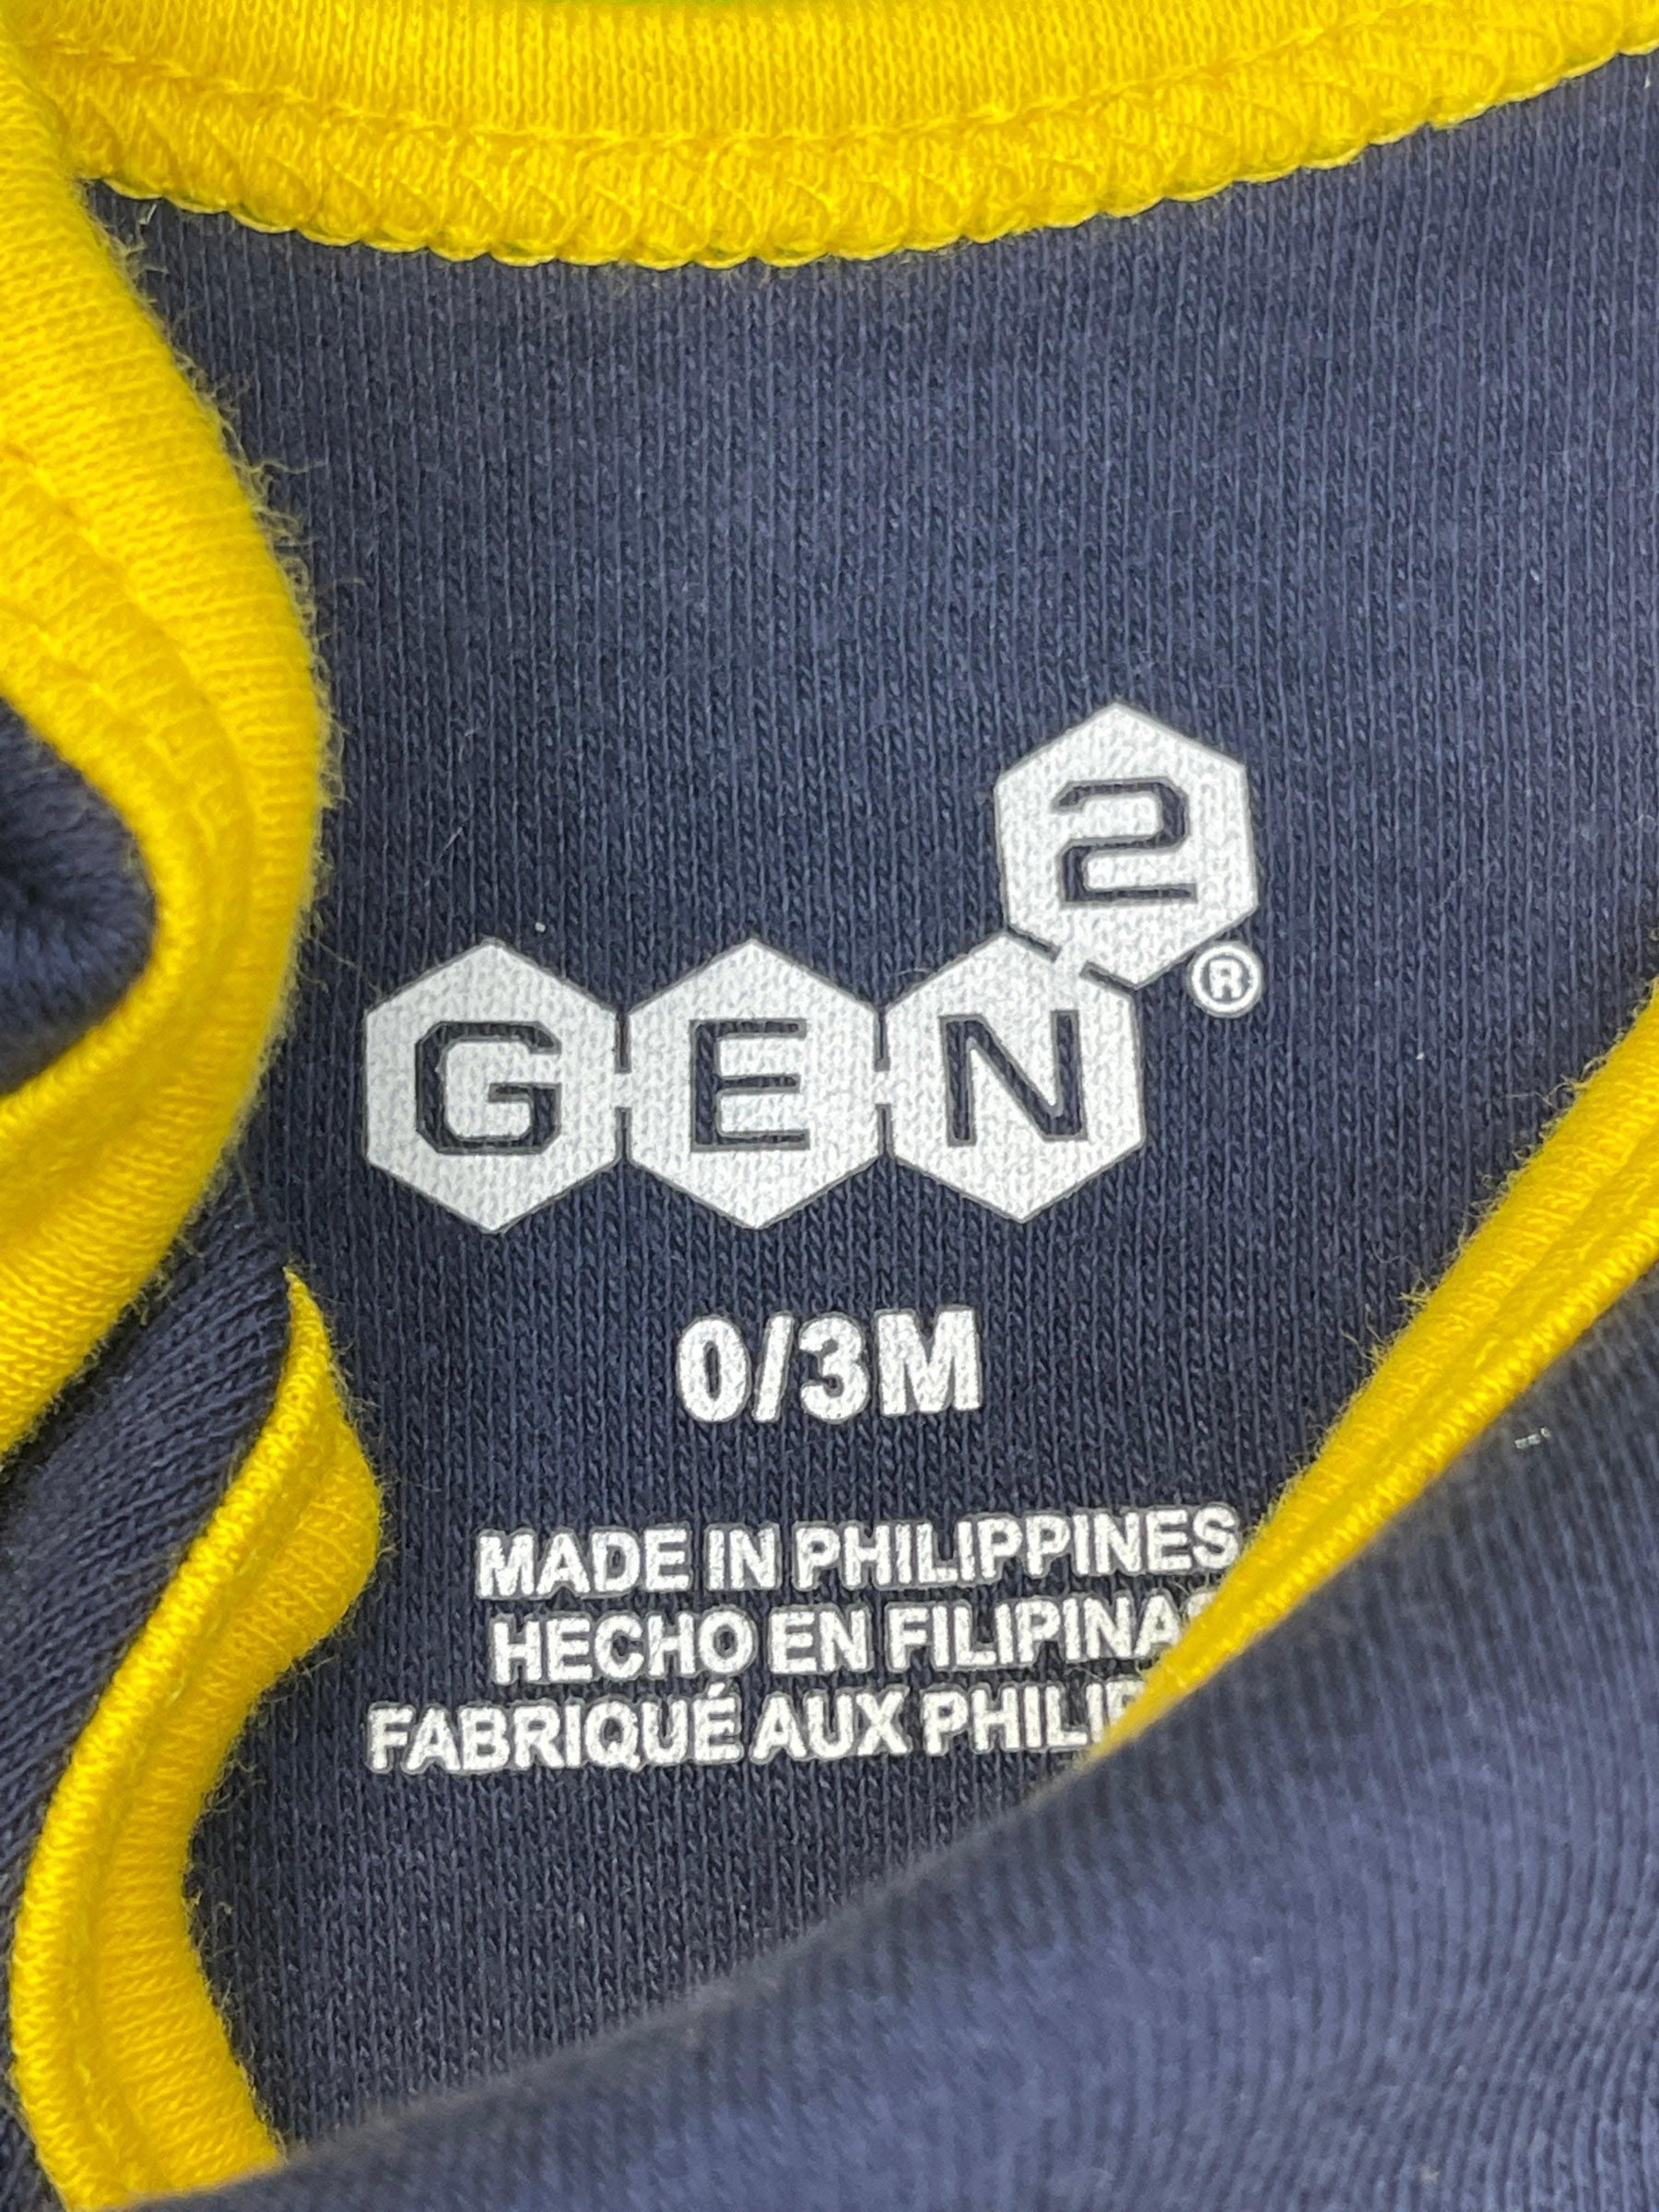 GEN2®
0/3M
MADE IN PHILIPPINES
HECHO EN FILIPINAS
FABRIQUÉ AUX